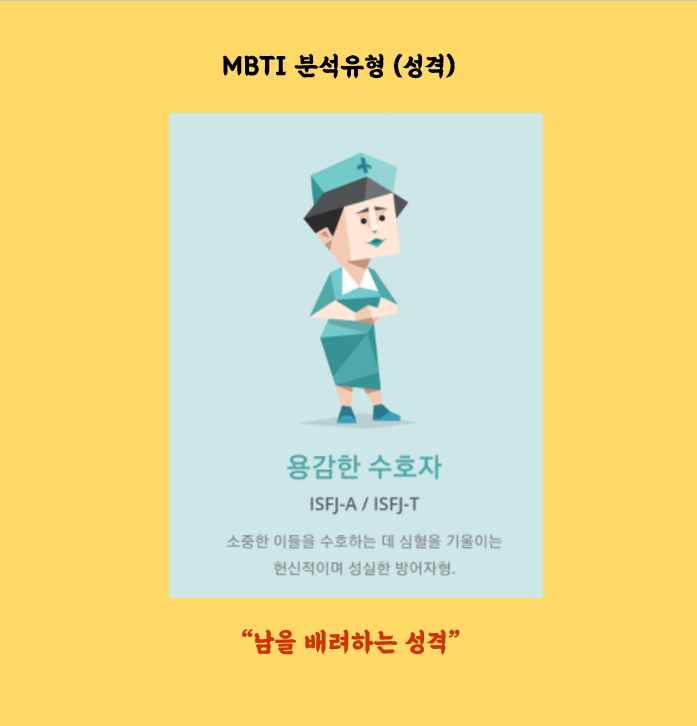 MBTI 분석유형 (성격)
용감한 수호자
ISFJ-A / ISFJ-T
소중한 이들을 수호하는 데 심혈을 기울이는
헌신적이며 성실한 방어자형.
“남을 배려하는 성격”